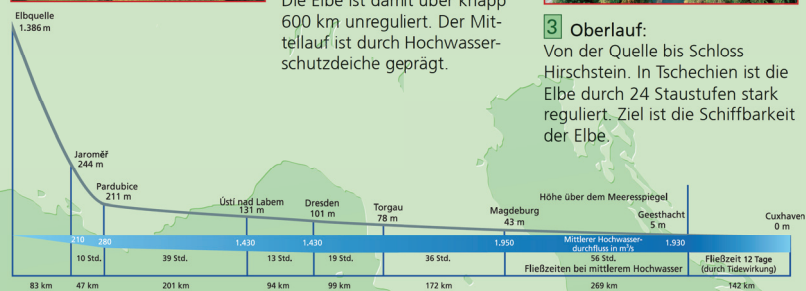 Die Elbe ist damit über knapp
600 km unreguliert. Der Mit-
tellauf ist durch Hochwasser-
schutzdeiche geprägt.
3 Oberlauf:
Von der Quelle bis Schloss
Hirschstein. In Tschechien ist die
Elbe durch 24 Staustufen stark
reguliert. Ziel ist die Schiffbarkeit
der Elbe.
Elbquelle
1.386 m
Jaroměř
244 m
Pardubice
211 m
Ústí nad Labem
131 m
Dresden
101 m
Torgau
78 m
Magdeburg
43 m
Höhe über dem Meeresspiegel
Geesthacht
5 m
Cuxhaven
0 m
210 280 1.430 1.430 1.950 Mittlerer Hochwasser-
durchfluss in m³/s 1.930
10 Std. 39 Std. 13 Std. 19 Std. 36 Std. 56 Std. Fließzeit 12 Tage
Fließzeiten bei mittlerem Hochwasser (durch Tidewirkung)
83 km 47 km 201 km 94 km 99 km 172 km 269 km 142 km